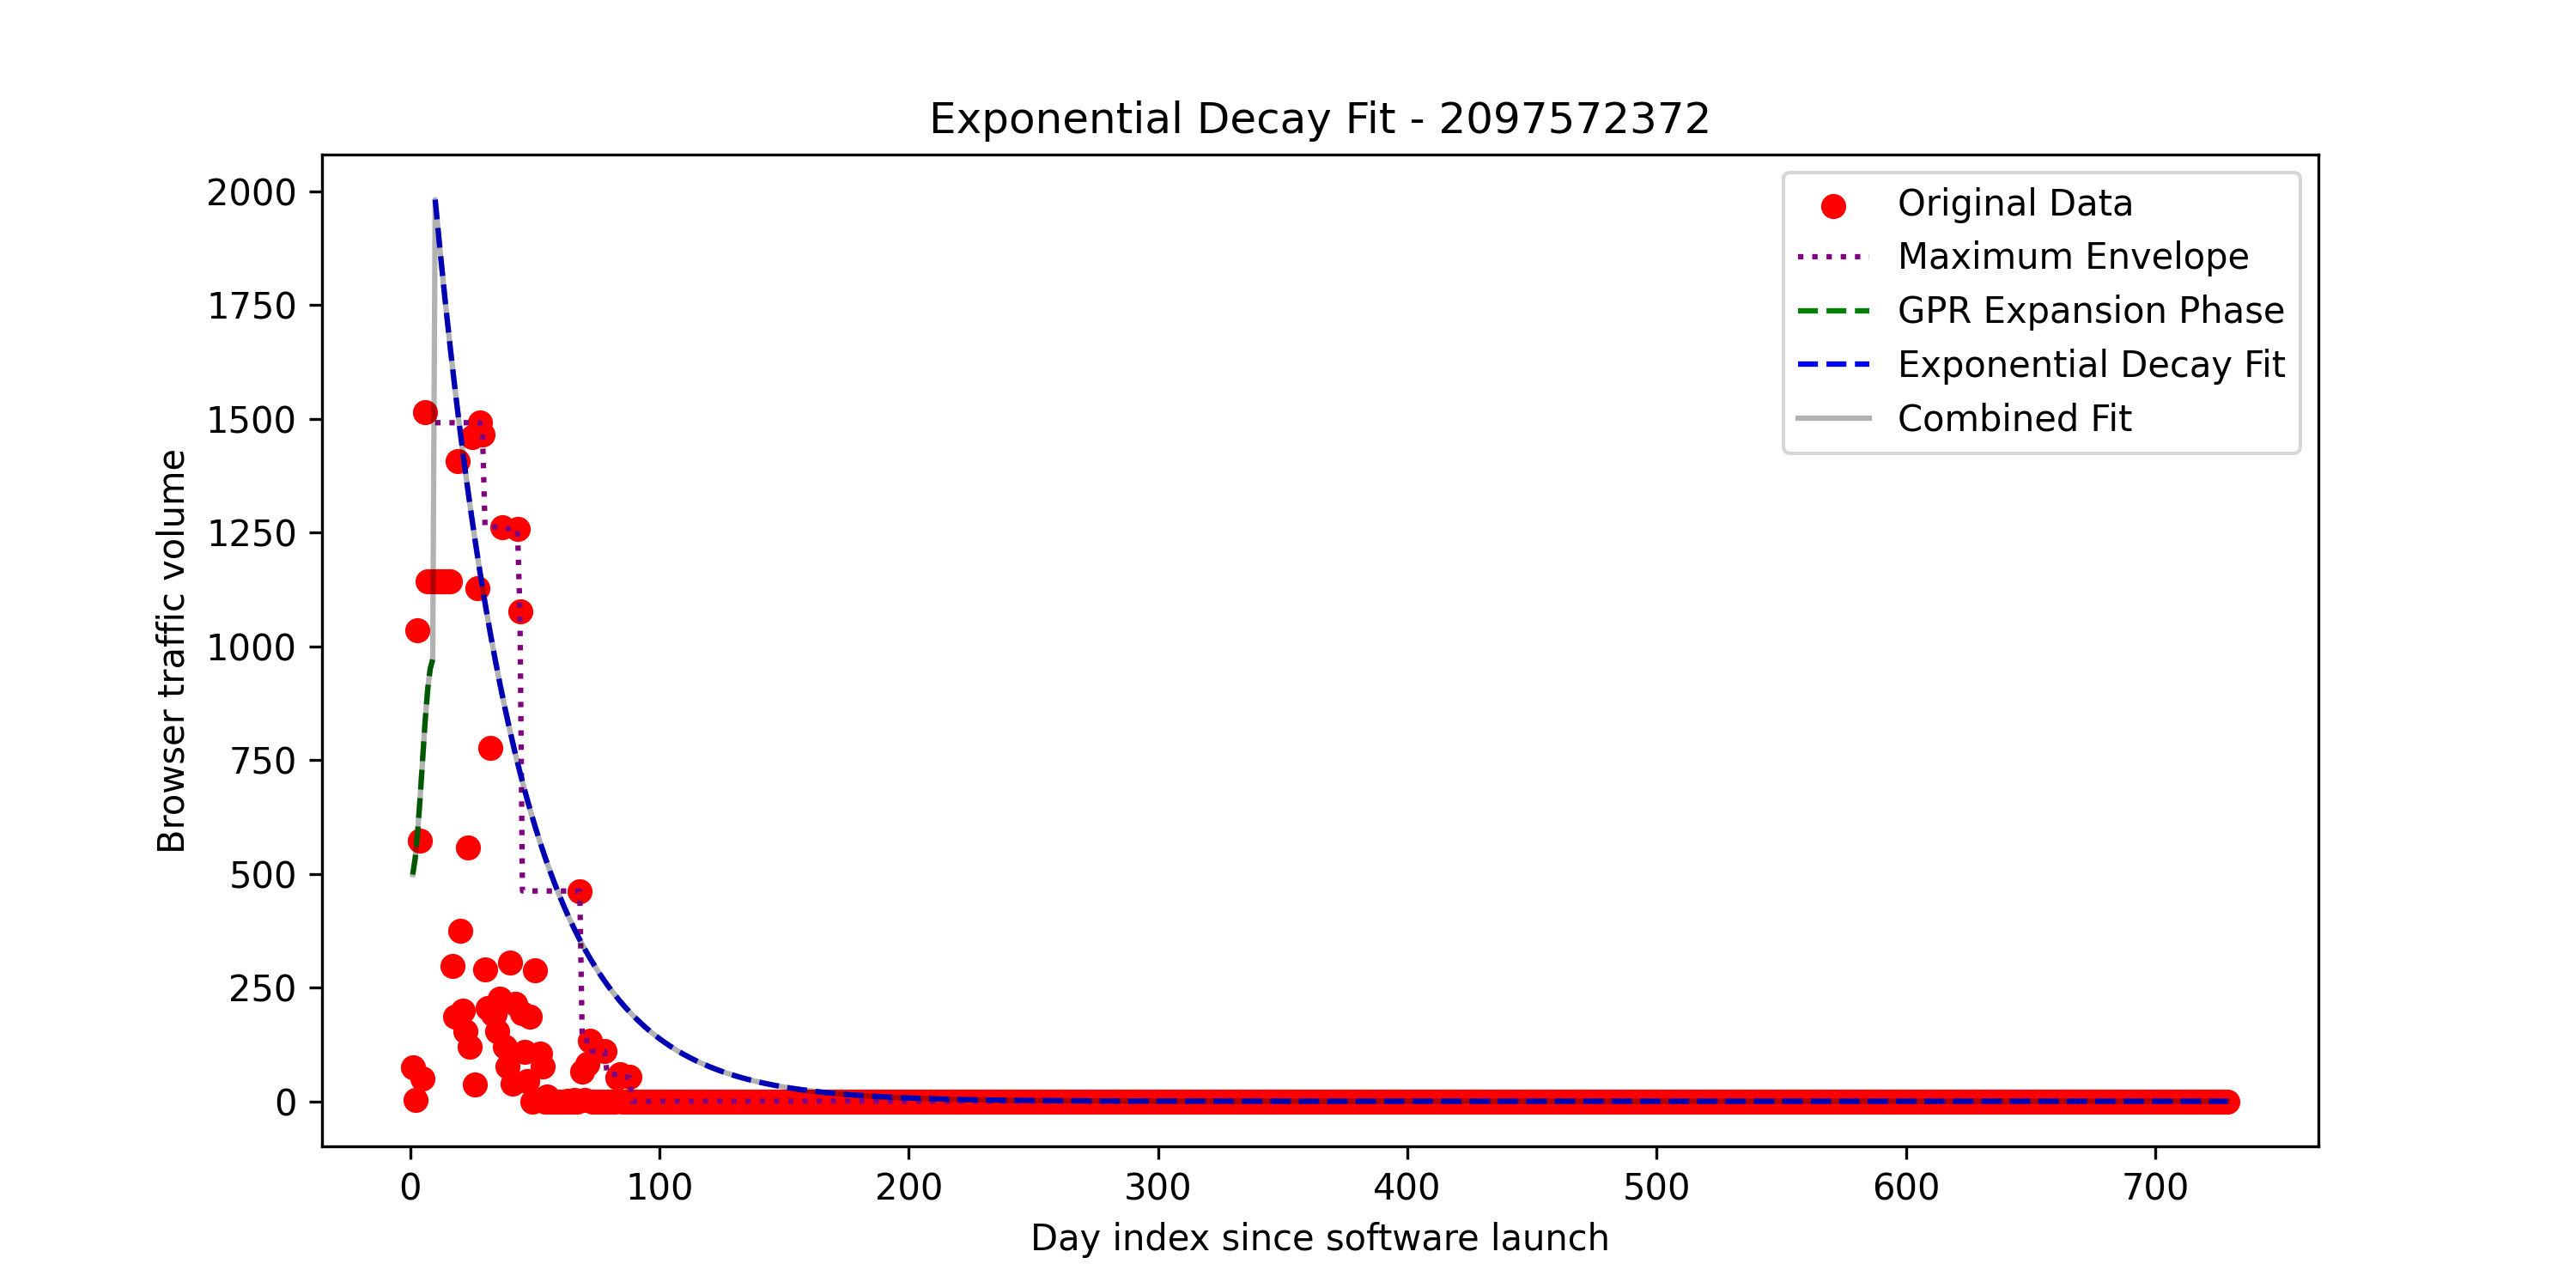 Exponential Decay Fit - 2097572372
Original Data
Maximum Envelope
GPR Expansion Phase
Exponential Decay Fit
Combined Fit
Browser traffic volume
2000
1750
1500
1250
1000
750
500
250
0
0 100 200 300 400 500 600 700
Day index since software launch